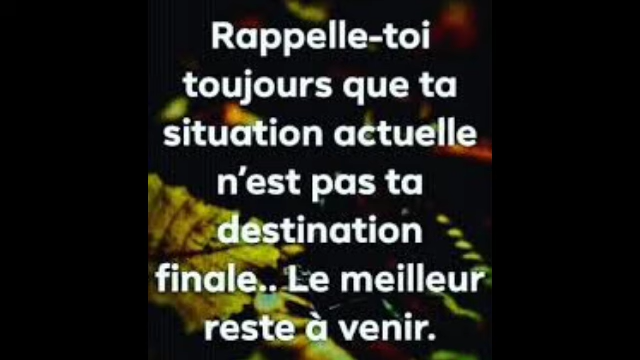 Rappelle-toi
toujours que ta
situation actuelle
n'est pas ta
destination
finale.. Le meilleur
reste à venir.